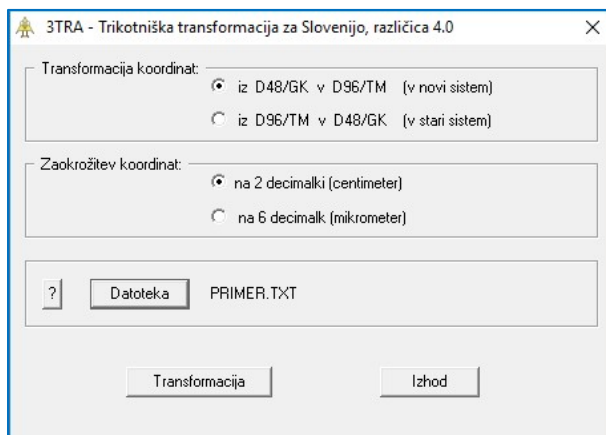 3TRA - Trikotniška transformacija za Slovenijo, različica 4.0
Transformacija koordinat:
iz D48/GK v D96/TM (v novi sistem)
iz D96/TM v D48/GK (v stari sistem)
Zaokrožitev koordinat:
na 2 decimalki (centimeter)
na 6 decimalk (mikrometer)
? Datoteka PRIMER.TXT
Transformacija Izhod